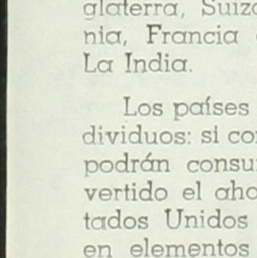 glaterra, Suiz
nia, Francia
La India.
Los países
dividuos: si co
podrán consu
vertido el aho
tados Unidos
en elementos